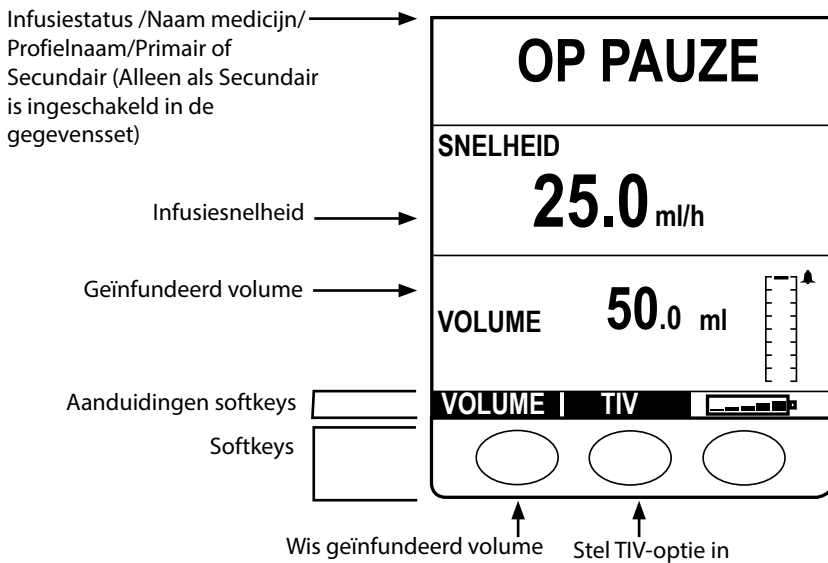 Infusiestatus /Naam medicijn/
Profielnaam/Primair of
Secundair (Alleen als Secundair
is ingeschakeld in de
gegevensset)
OP PAUZE
SNELHEID
Infusiesnelheid
25.0 ml/h
Geïnfundeerd volume
VOLUME 50.0 ml
Aanduidingen softkeys
VOLUME | TIV
Softkeys
Wis geïnfundeerd volume
Stel TIV-optie in